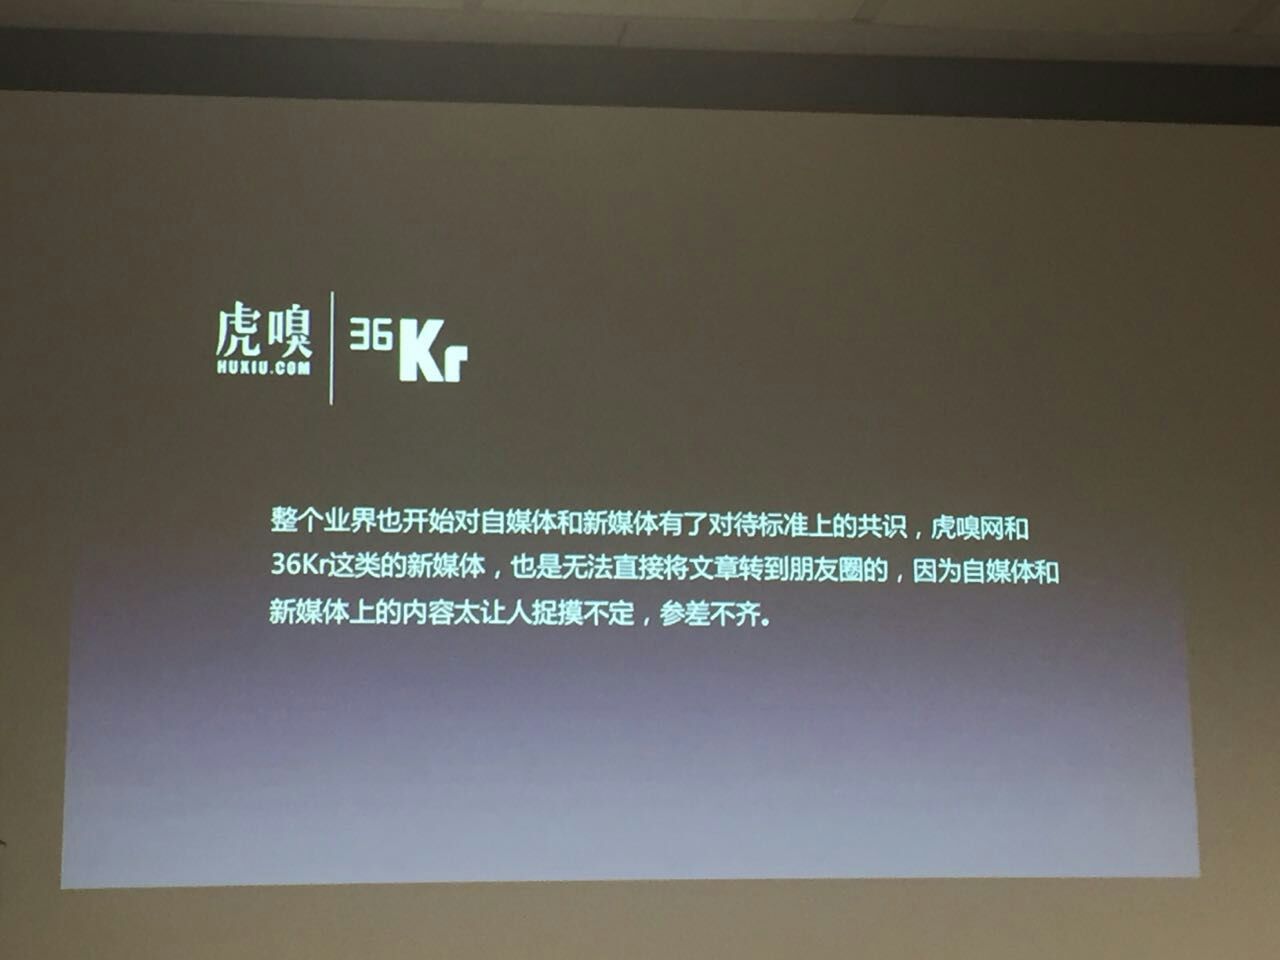 虎嗅
HUXIU.COM
36Kr
整个业界也开始对自媒体和新媒体有了对待标准上的共识，虎嗅网和
36Kr这类的新媒体，也是无法直接将文章转到朋友圈的，因为自媒体和
新媒体上的内容太让人捉摸不定，参差不齐。